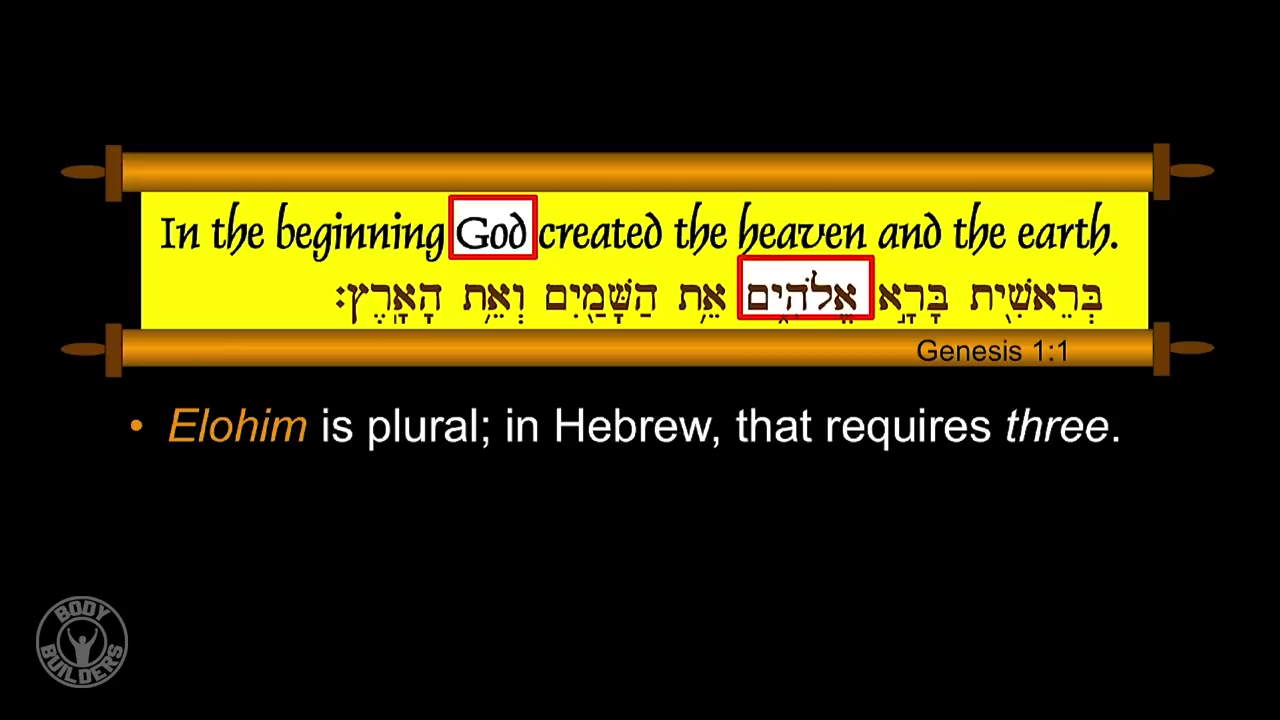 In the beginning God created the heaven and the earth.
בְּרֵאשִׁ֖ית בָּרָ֣א אֱלֹהִ֑ים אֵ֥ת הַשָּׁמַ֖יִם וְאֵ֥ת הָאָֽרֶץ׃
Genesis 1:1
• Elohim is plural; in Hebrew, that requires three.
BODY
BUILDERS